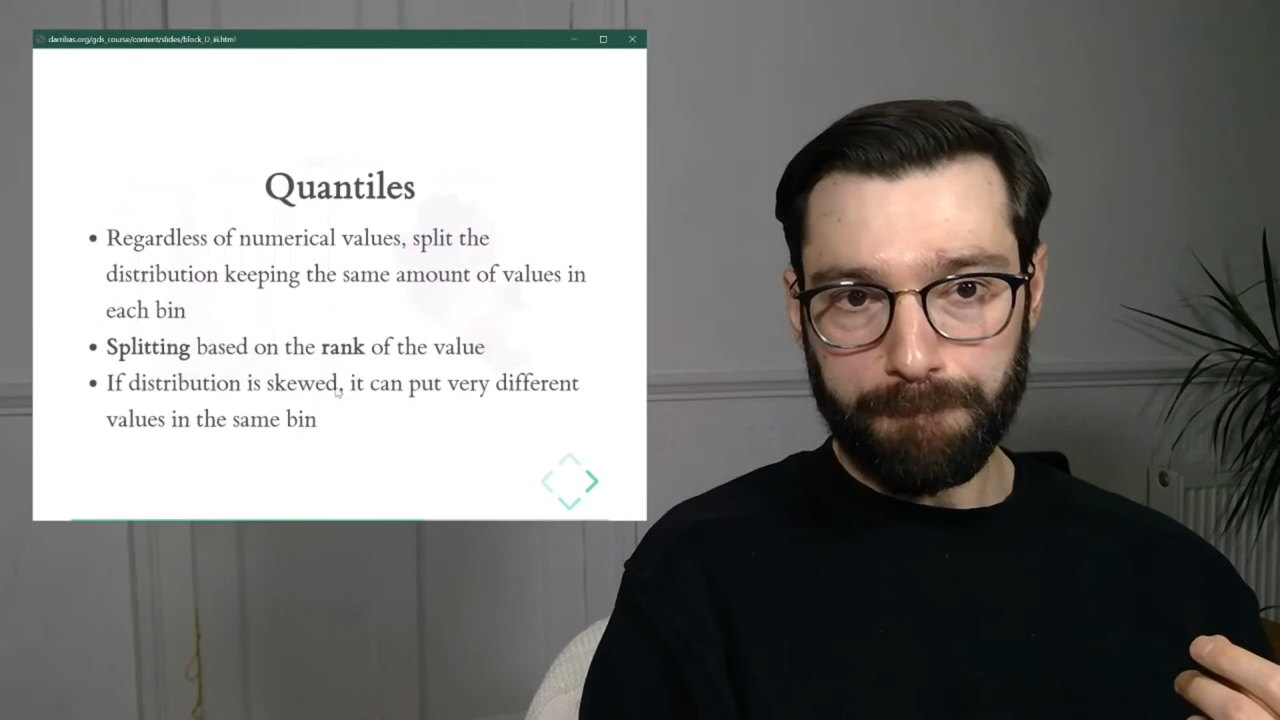 darribas.org/gds_course/content/slides/block_D_iii.html
Quantiles
• Regardless of numerical values, split the
distribution keeping the same amount of values in
each bin
• Splitting based on the rank of the value
• If distribution is skewed, it can put very different
values in the same bin